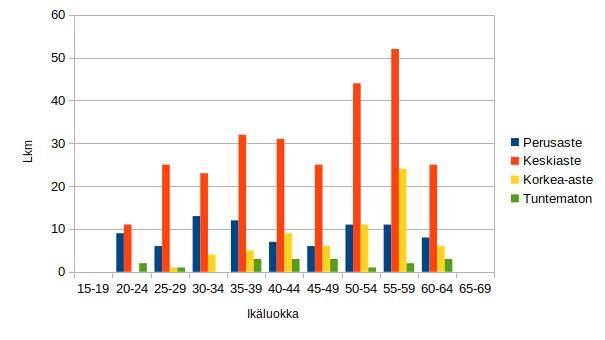 60
50
40
30
20
10
0
Lkm
15-19 20-24 25-29 30-34 35-39 40-44 45-49 50-54 55-59 60-64 65-69
Ikäluokka
Perusaste
Keskiaste
Korkea-aste
Tuntematon